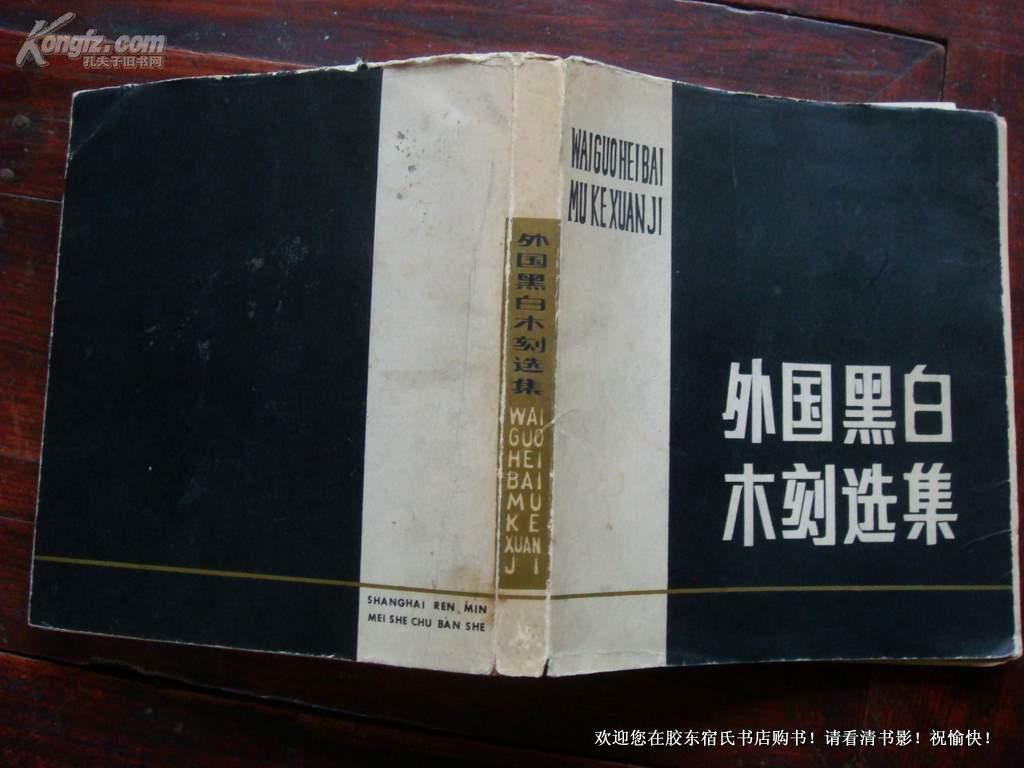 Kongfz.com
孔夫子旧书网
WAIGUOHEIBAI
MUKEXUANJI
外国黑白
木刻选集
外国黑白木刻选集
WAI
GUO
HEI
BAI
MU
KE
XUAN
JI
SHANGHAI REN MIN
MEI SHE CHU BAN SHE
欢迎您在胶东宿氏书店购书！请看清书影！祝愉快！